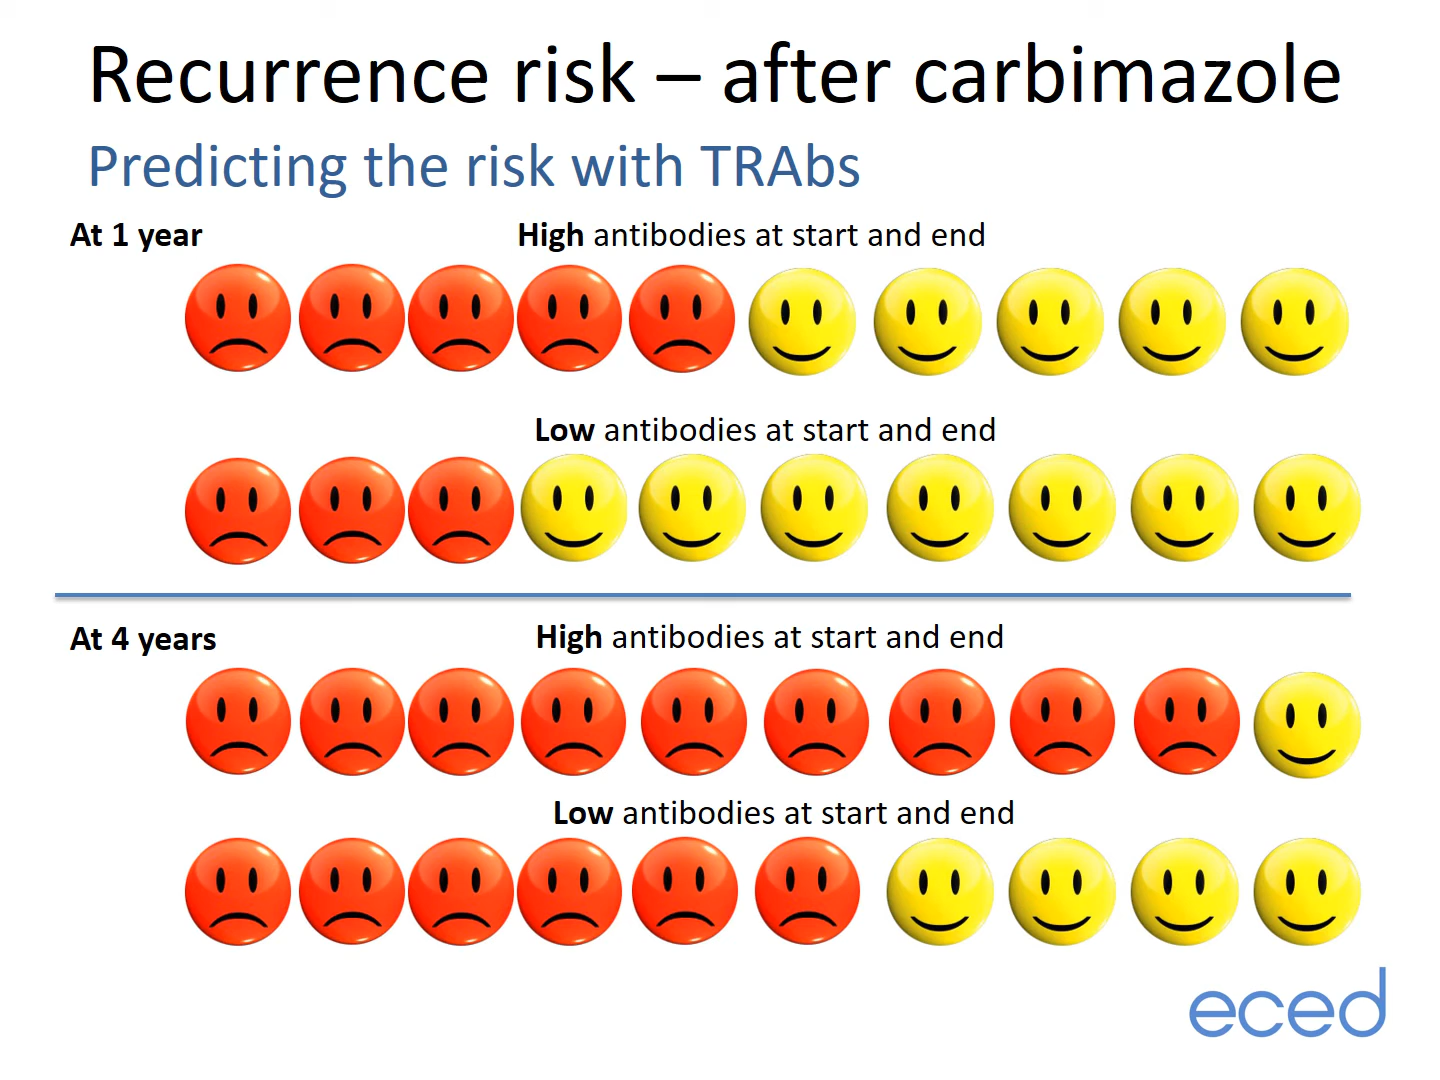 Recurrence risk – after carbimazole
Predicting the risk with TRAbs
At 1 year
High antibodies at start and end
Low antibodies at start and end
At 4 years
High antibodies at start and end
Low antibodies at start and end
eced